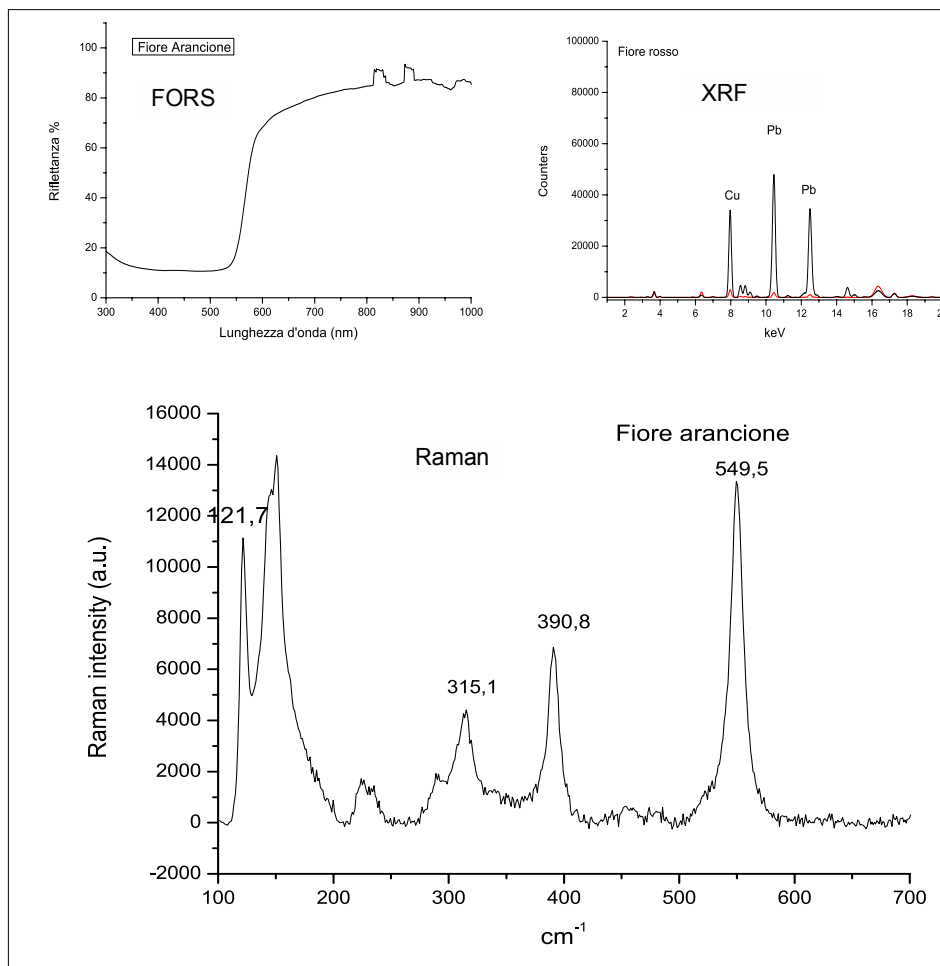 Fiore Arancione
FORS
100
80
60
40
20
0
Riflettanza %
300 400 500 600 700 800 900 1000
Lunghezza d'onda (nm)
Fiore rosso
XRF
100000
80000
60000
40000
20000
0
Counters
Cu
Pb
Pb
2 4 6 8 10 12 14 16 18 20
keV
Fiore arancione
Raman
16000
14000
12000
10000
8000
6000
4000
2000
0
-2000
Raman intensity (a.u.)
121,7
315,1
390,8
549,5
100 200 300 400 500 600 700
cm-1